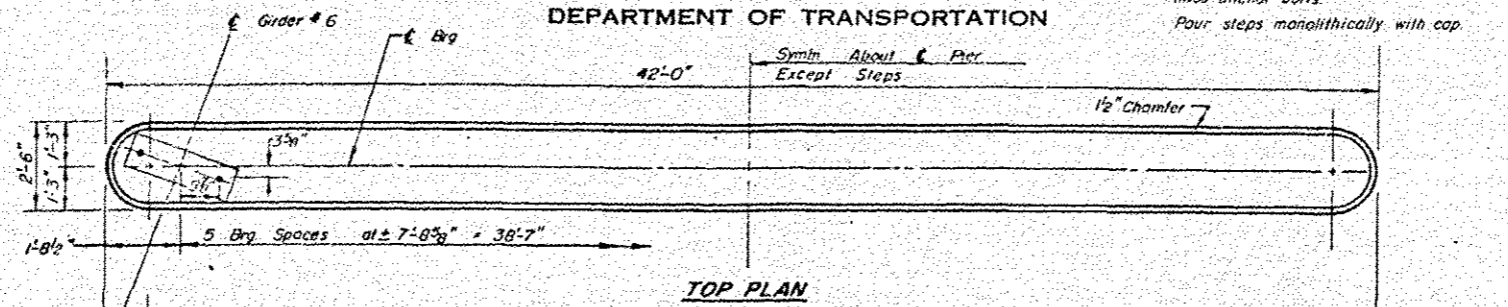 DEPARTMENT OF TRANSPORTATION
Pour steps monolithically with cap.
℄ Girder # 6
℄ Brg
Symm About ℄ Pier
Except Steps
42'-0"
1½" Chamfer
2'-6"
1'-3"
1'-3"
1'-8½"
5 Brg Spaces at ± 7'-8⅝" = 38'-7"
TOP PLAN